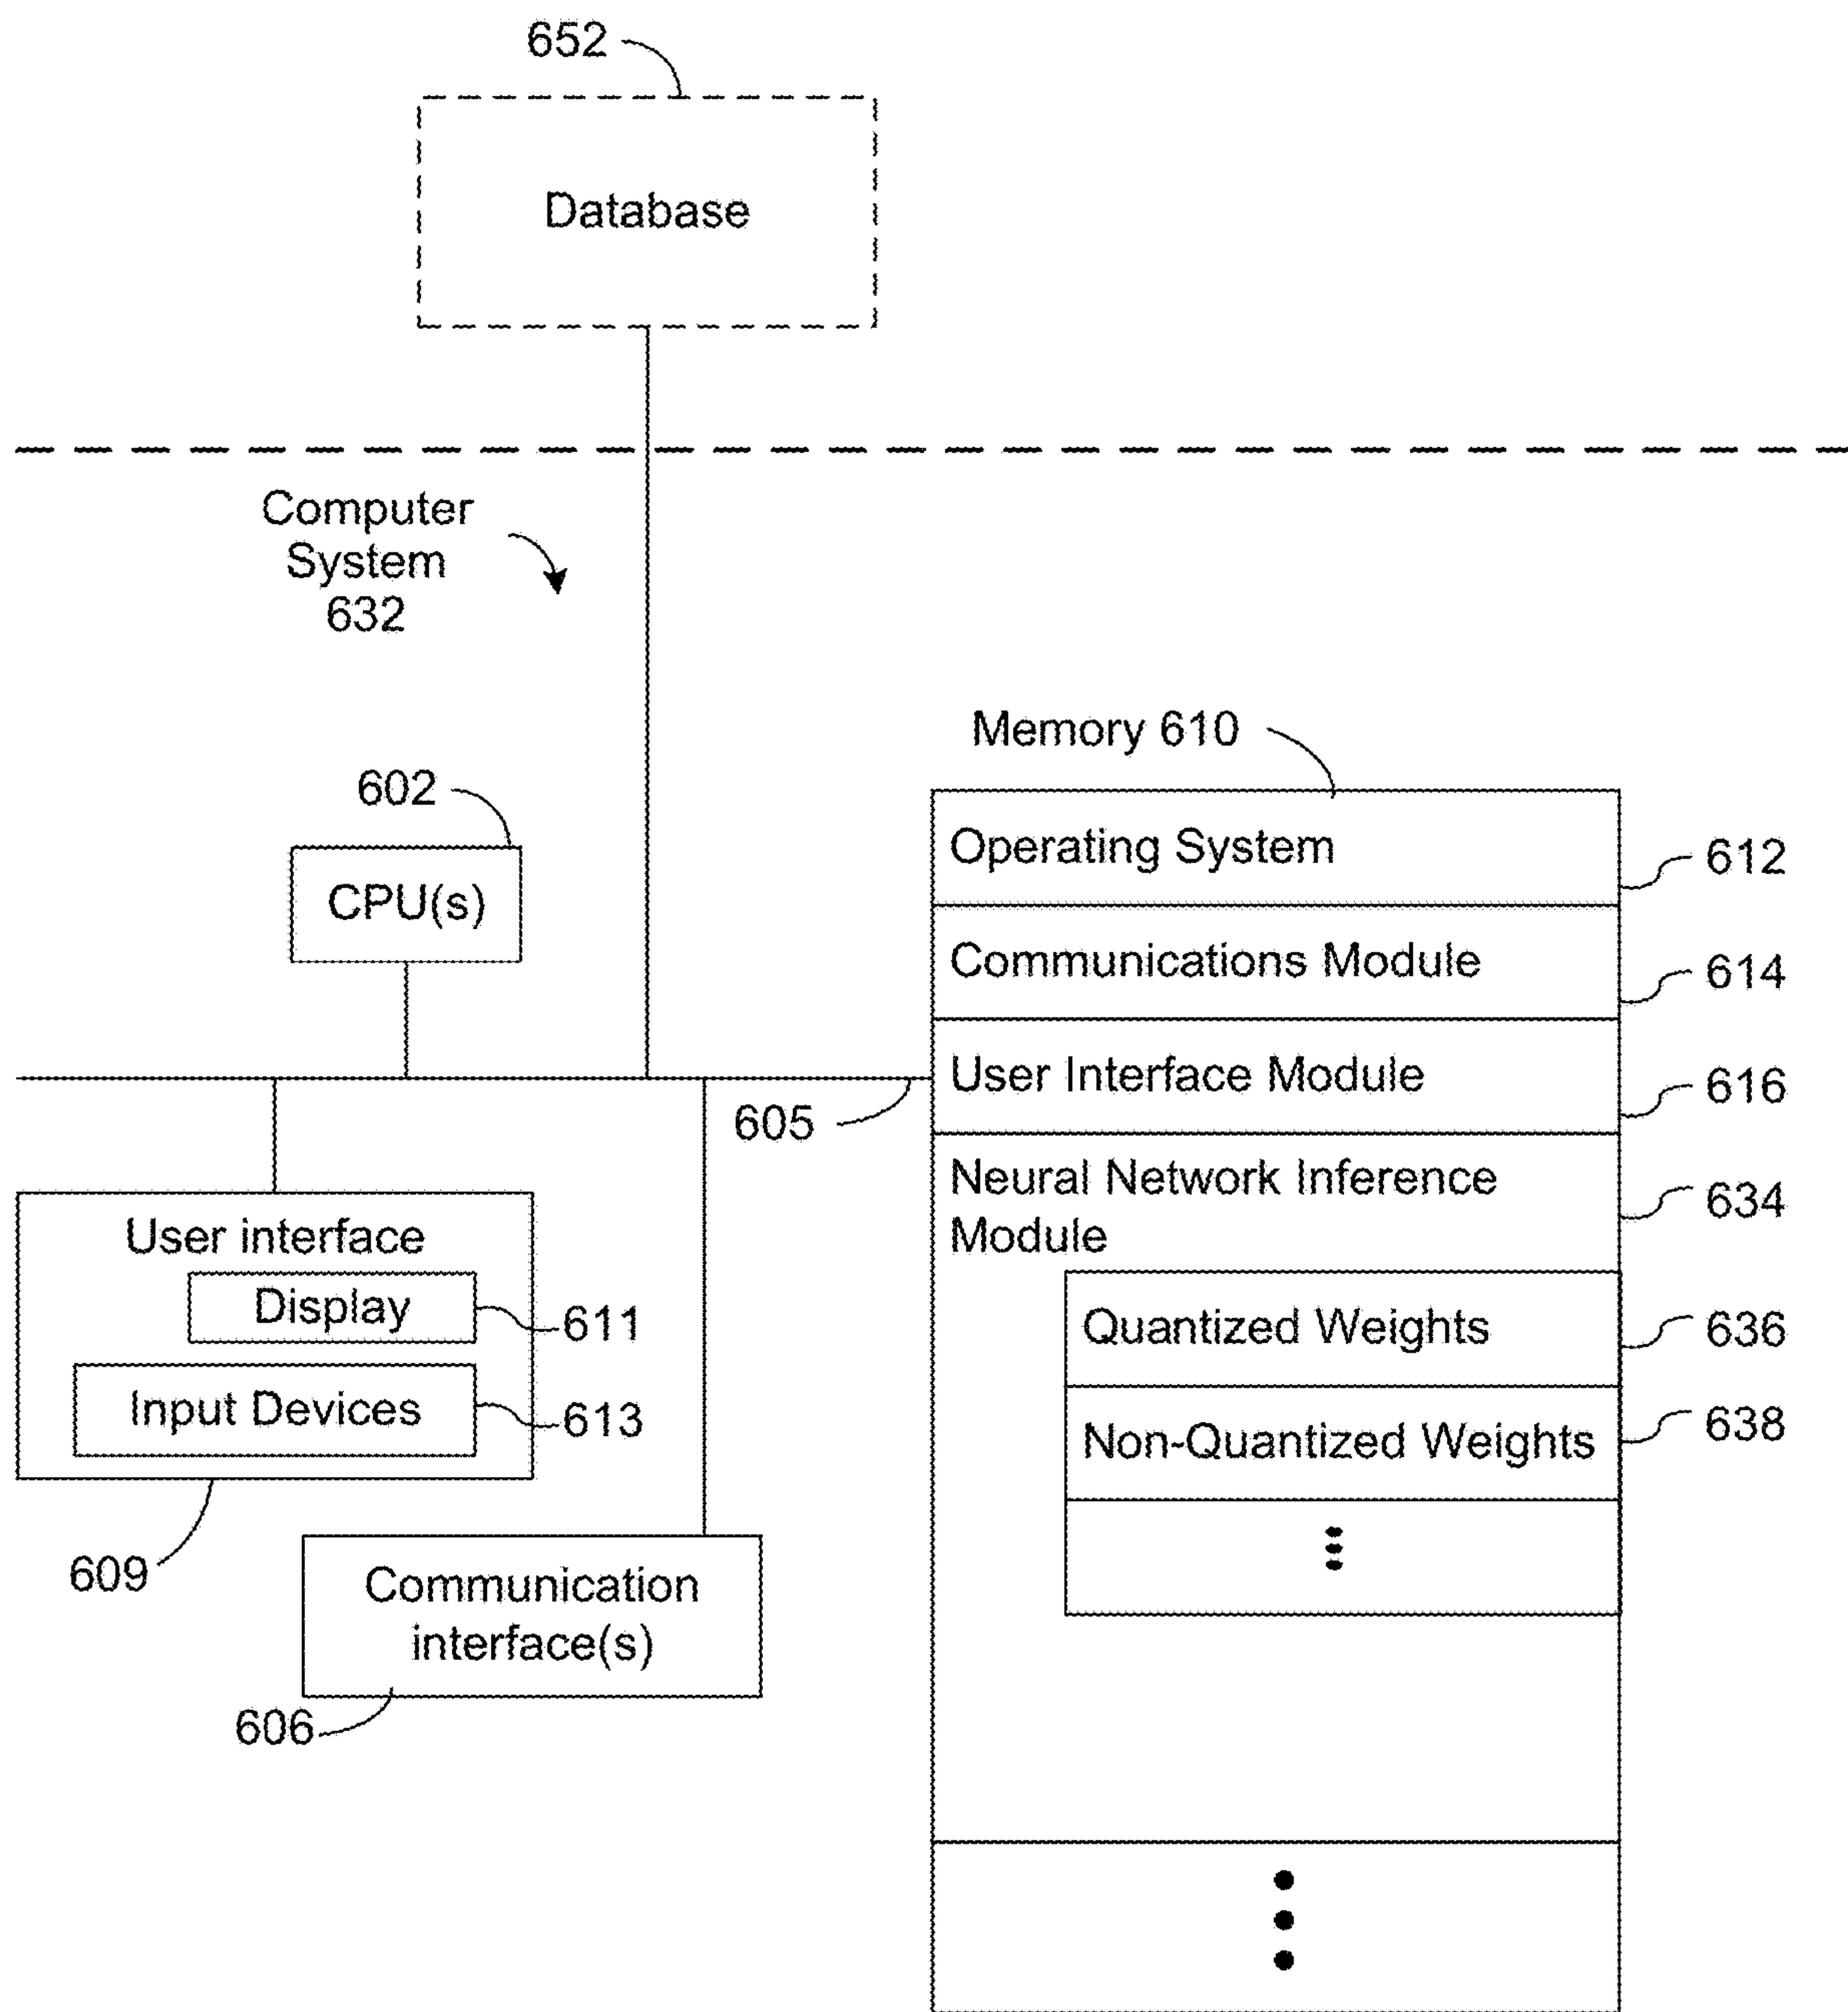 652
Database
Computer
System
632
Memory 610
602
CPU(s)
Operating System
612
Communications Module
614
User Interface Module
616
605
Neural Network Inference
Module
634
User interface
Display
611
Input Devices
613
609
Quantized Weights
636
Non-Quantized Weights
638
Communication
interface(s)
606